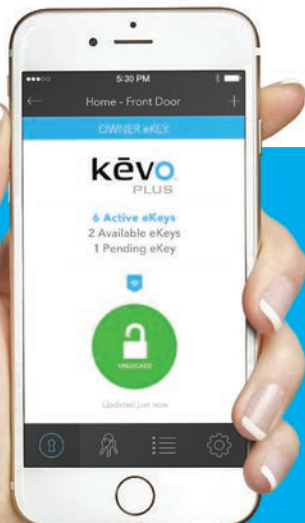 5:30 PM
Home - Front Door
OWNER eKEY
kēvo
PLUS
6 Active eKeys
2 Available eKeys
1 Pending eKey
UNLOCKED
Updated just now